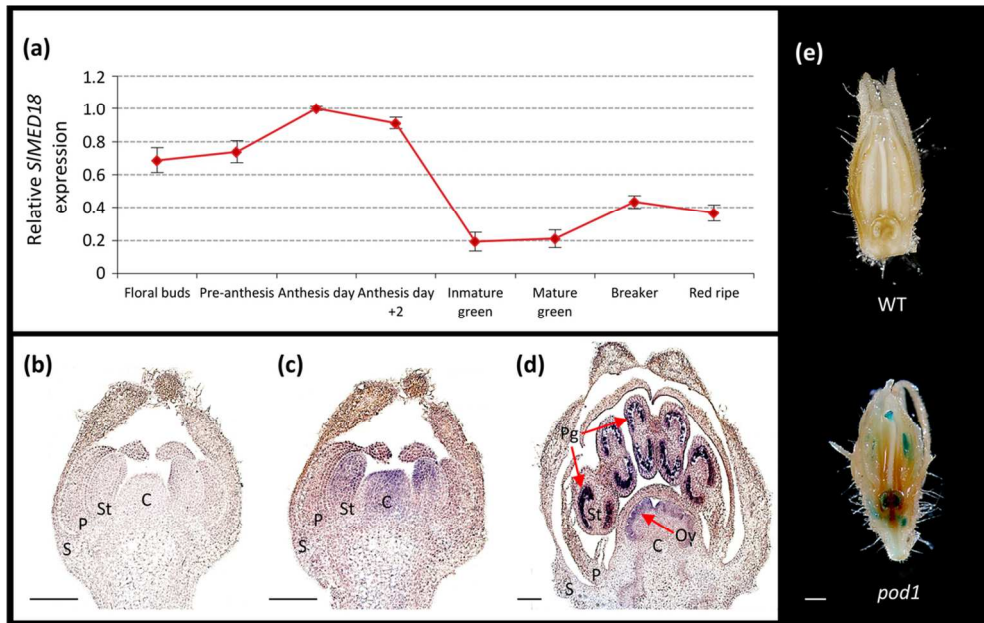 (a)
Relative SlMED18
expression
1.2
1.0
0.8
0.6
0.4
0.2
0
Floral buds
Pre-anthesis
Anthesis day
Anthesis day
+2
Inmature
green
Mature
green
Breaker
Red ripe
(b)
C
St
P
S
(c)
C
St
P
S
(d)
Pg
St
Ov
C
P
S
(e)
WT
pod1